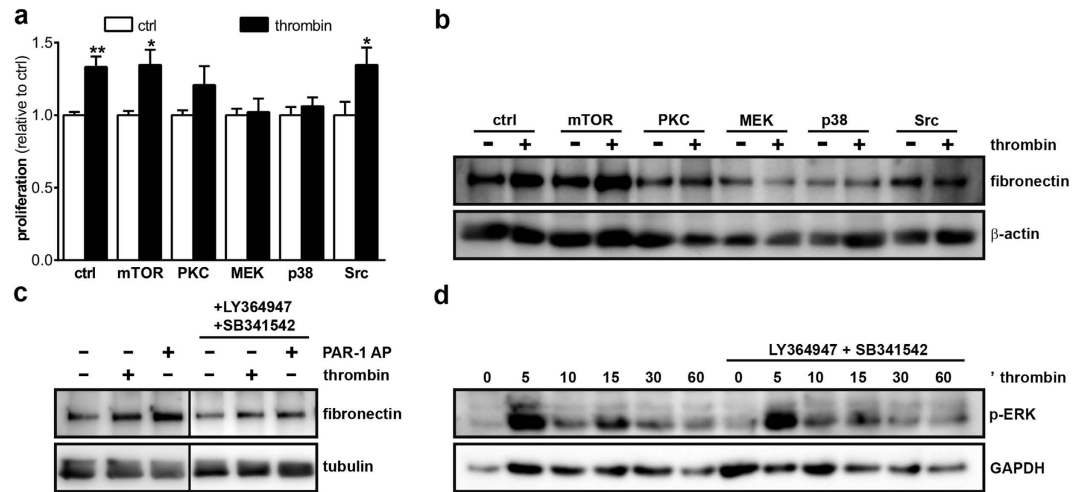 a
ctrl thrombin
proliferation (relative to ctrl)
1.5
1.0
0.5
0.0
** * *
ctrl mTOR PKC MEK p38 Src
b
ctrl mTOR PKC MEK p38 Src
- + - + - + - + - + - + thrombin
fibronectin
β-actin
c
+LY364947
+SB341542
- - + - - + PAR-1 AP
- + - - + - thrombin
fibronectin
tubulin
d
LY364947 + SB341542
0 5 10 15 30 60 0 5 10 15 30 60 ' thrombin
p-ERK
GAPDH